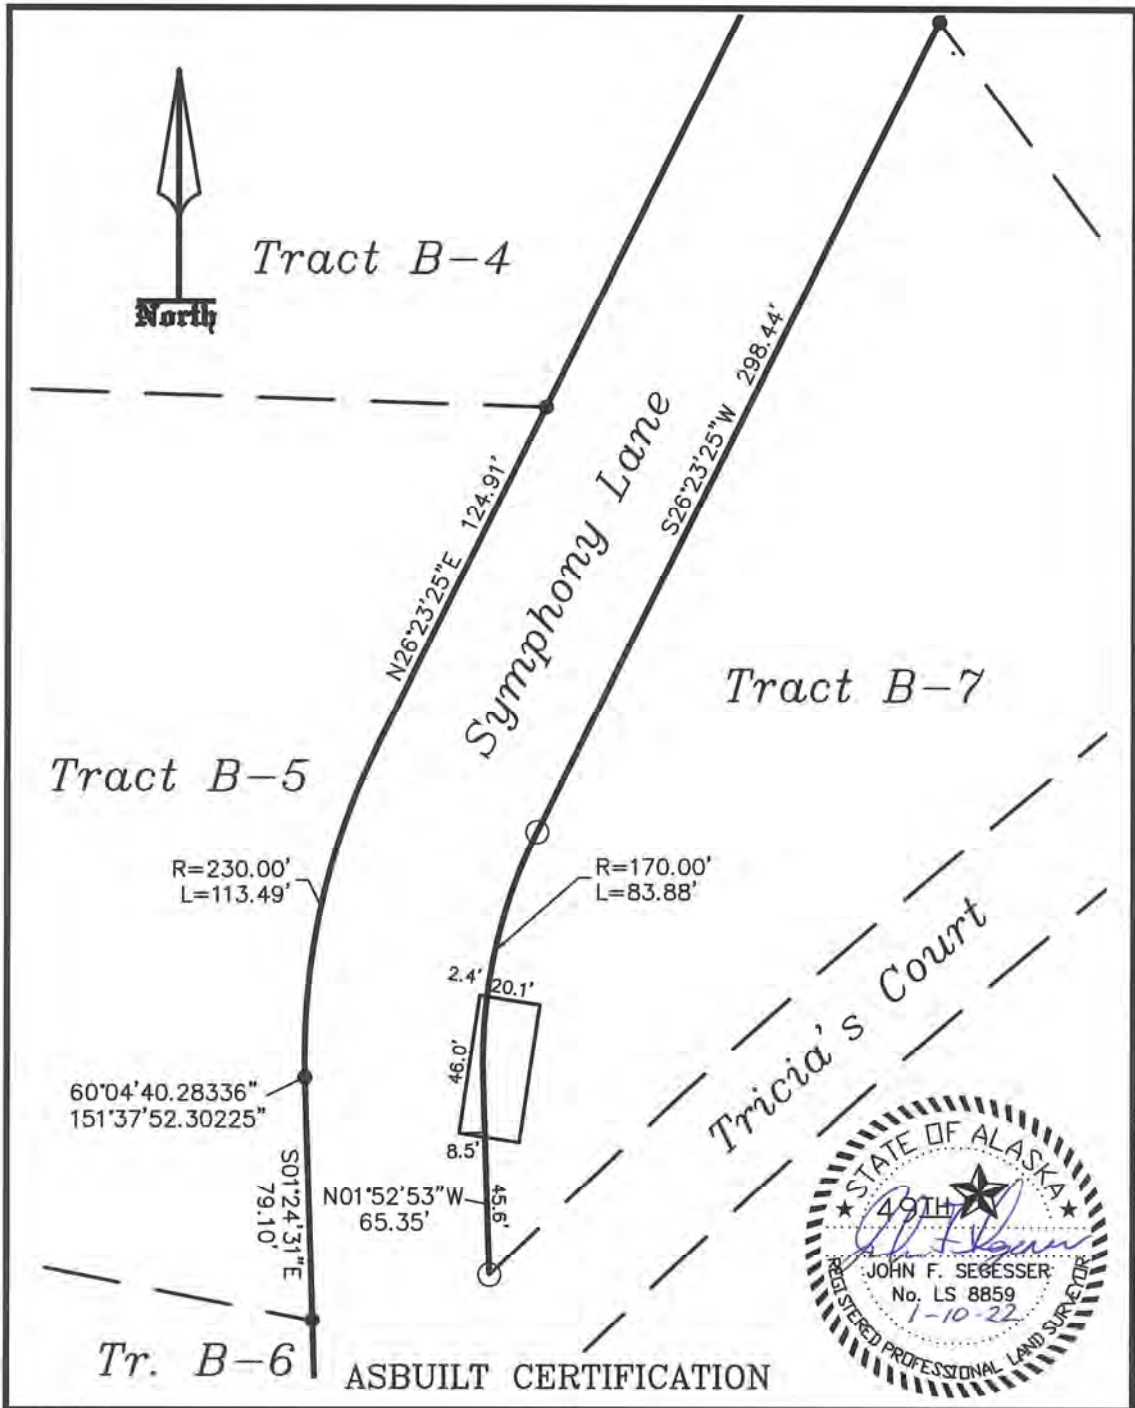 North
Tract B-4
N26°23'25"E 124.91'
Symphony Lane
S26°23'25"W 298.44'
Tract B-7
Tract B-5
R=230.00'
L=113.49'
R=170.00'
L=83.88'
2.4'
20.1'
46.0'
8.5'
60°04'40.28336"
151°37'52.30225"
S01°24'31"E
79.10'
N01°52'53"W
65.35'
45.6'
Tricia's Court
STATE OF ALASKA
49TH
John F Segesser
JOHN F. SEGESSER
No. LS 8859
1-10-22
REGISTERED PROFESSIONAL LAND SURVEYOR
Tr. B-6
ASBUILT CERTIFICATION